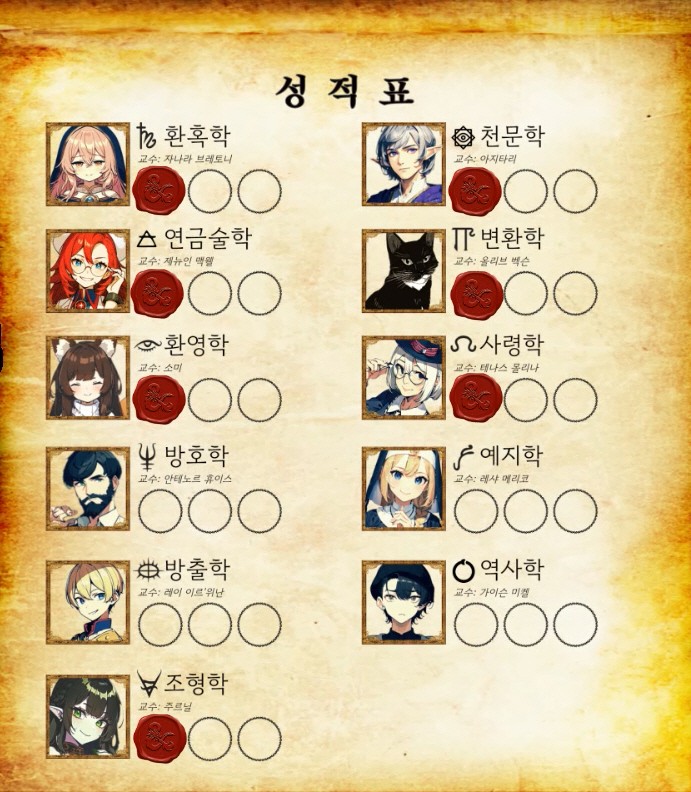 성적표
환혹학
교수: 자나라 브레토니
천문학
교수: 아지타리
연금술학
교수: 재뉴인 맥웰
변환학
교수: 올리브 벡슨
환영학
교수: 소미
사령학
교수: 테나스 몰리나
방호학
교수: 안테노르 휴이스
예지학
교수: 레샤 메리코
방출학
교수: 레이 이르'위난
역사학
교수: 가이슨 미켈
조형학
교수: 주르닐